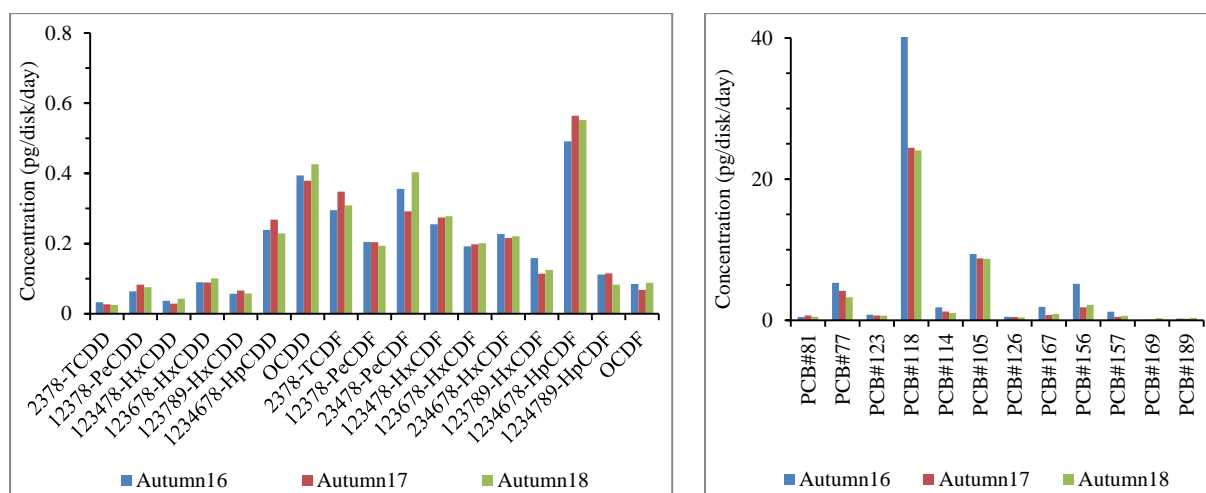 Concentration (pg/disk/day)
0.8
0.6
0.4
0.2
0
2378-TCDD
12378-PeCDD
123478-HxCDD
123678-HxCDD
123789-HxCDD
1234678-HpCDD
OCDD
2378-TCDF
12378-PeCDF
23478-PeCDF
123478-HxCDF
123678-HxCDF
234678-HxCDF
123789-HxCDF
1234678-HpCDF
1234789-HpCDF
OCDF
Autumn16 Autumn17 Autumn18
Concentration (pg/disk/day)
40
20
0
PCB#81
PCB#77
PCB#123
PCB#118
PCB#114
PCB#105
PCB#126
PCB#167
PCB#156
PCB#157
PCB#169
PCB#189
Autumn16 Autumn17 Autumn18